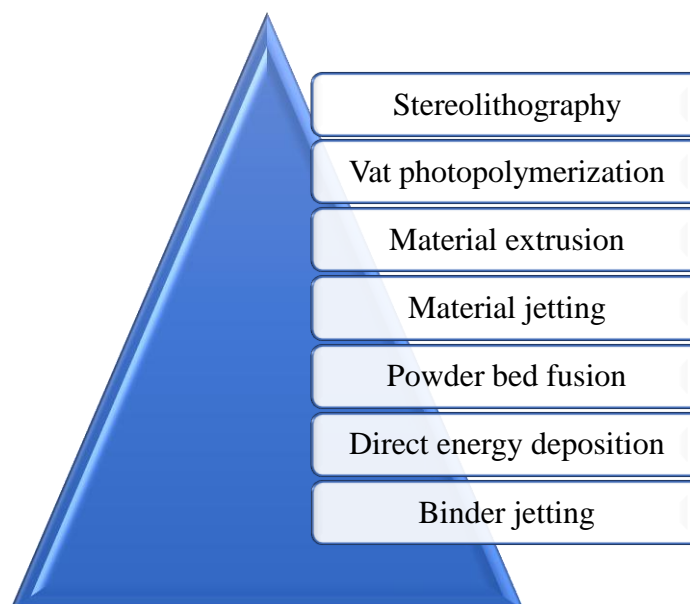 Stereolithography
Vat photopolymerization
Material extrusion
Material jetting
Powder bed fusion
Direct energy deposition
Binder jetting